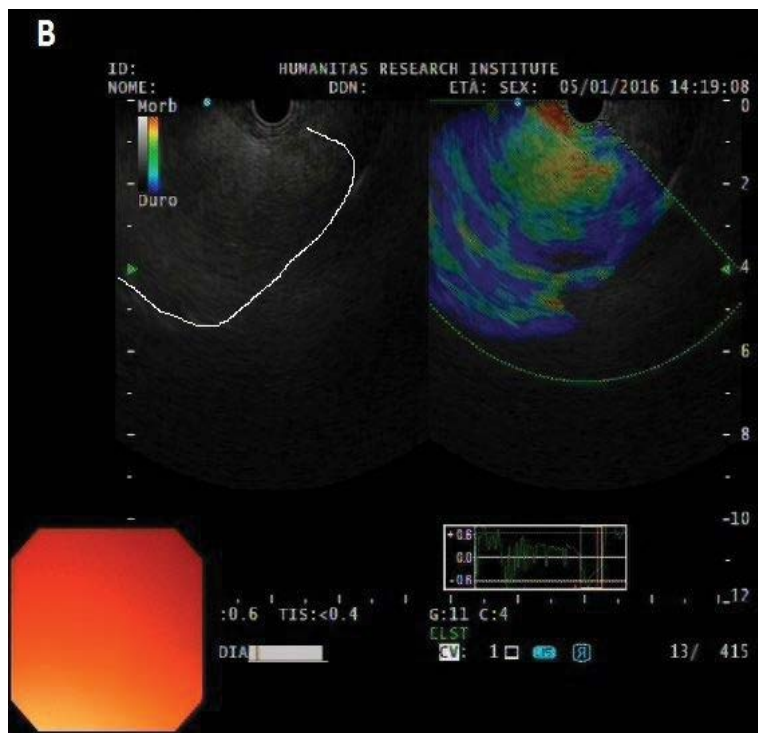 B
ID: HUMANITAS RESEARCH INSTITUTE
NOME: DDN: ETÀ: SEX: 05/01/2016 14:19:08
Morb
Duro
0
2
4
6
8
10
12
+0.6
0.0
-0.6
:0.6 TIS:<0.4 G:11 C:4
ELST
DIA CV: 1 R 13/ 415